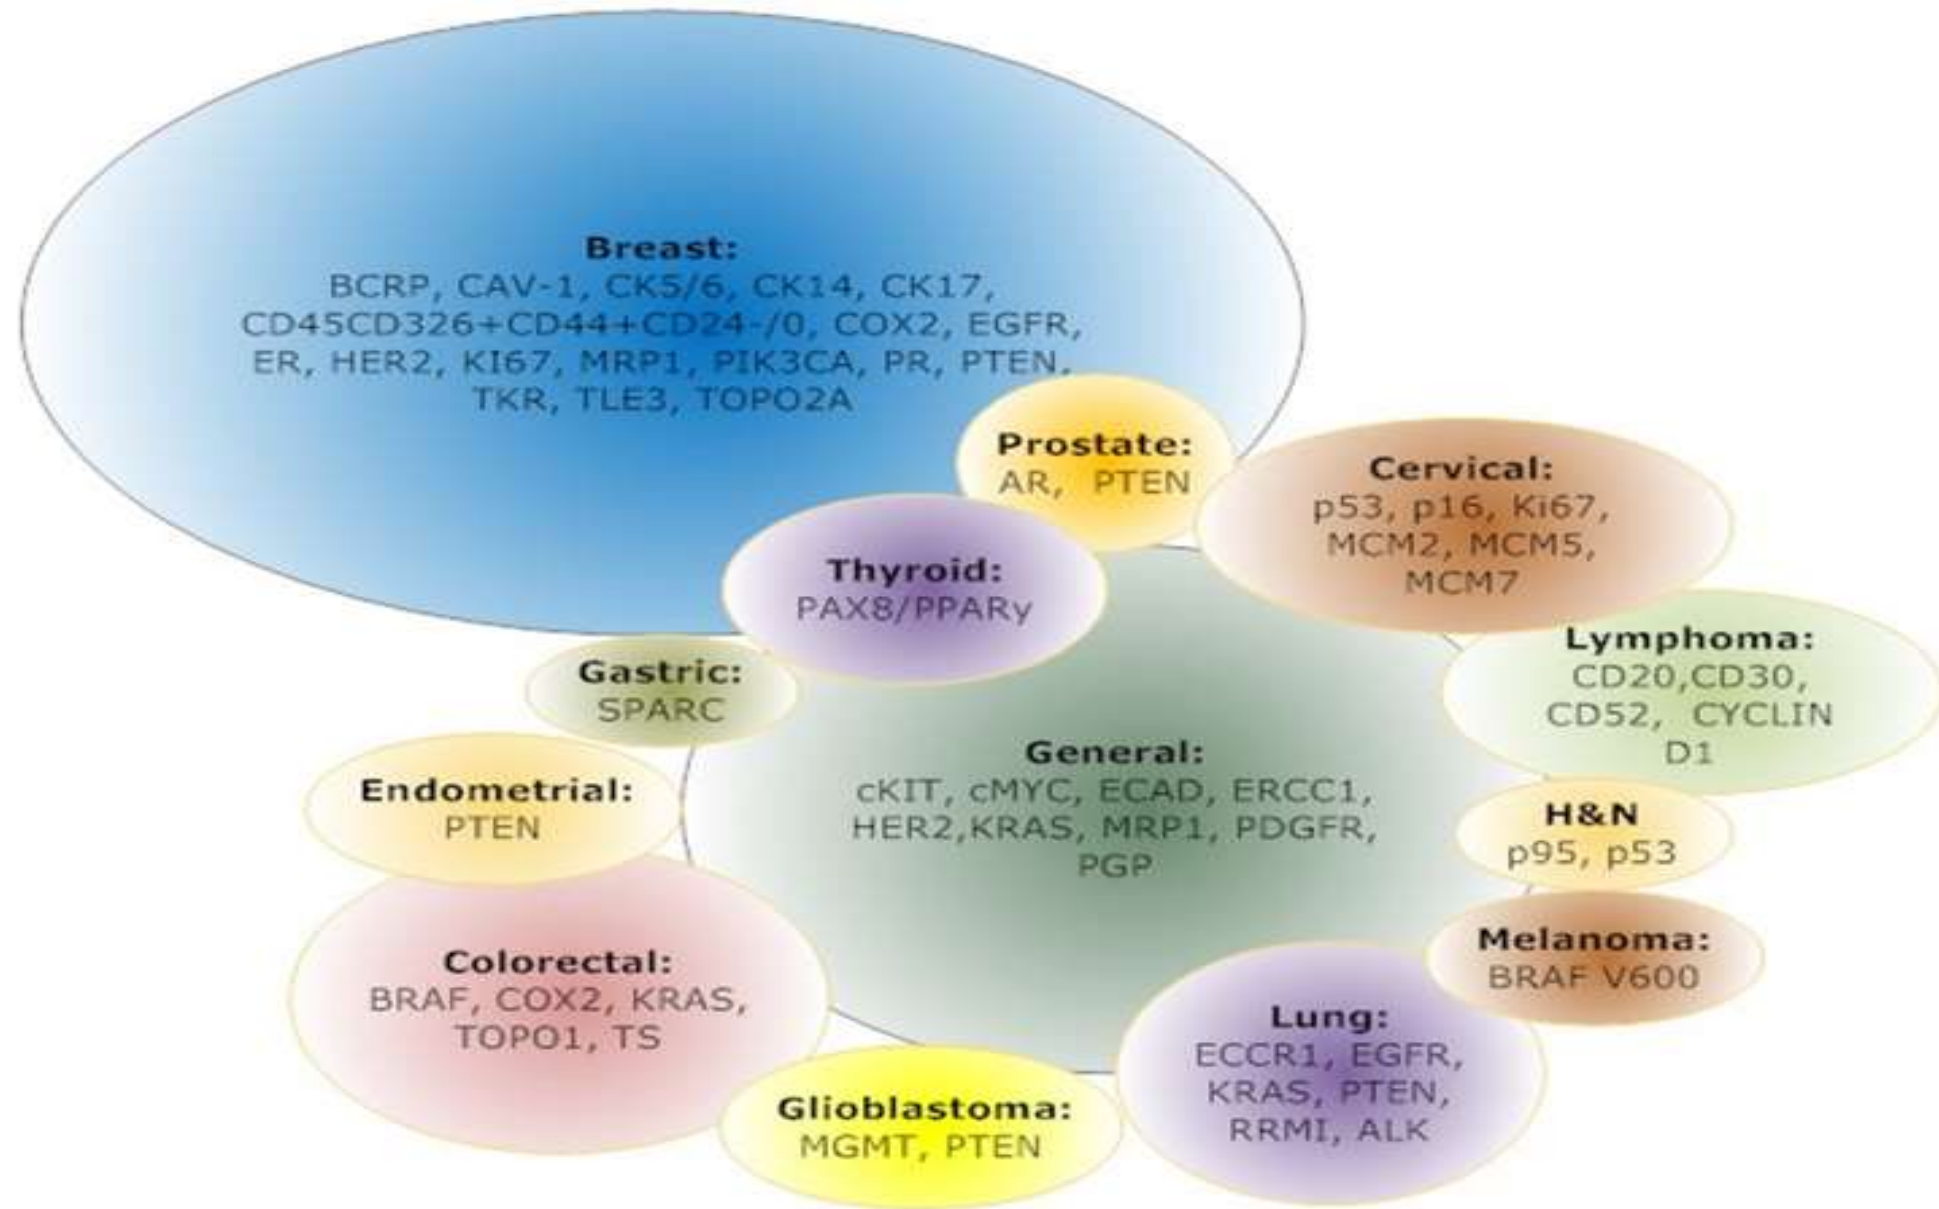 Breast:
BCRP, CAV-1, CK5/6, CK14, CK17,
CD45CD326+CD44+CD24-/0, COX2, EGFR,
ER, HER2, KI67, MRP1, PIK3CA, PR, PTEN,
TKR, TLE3, TOPO2A
Prostate:
AR, PTEN
Cervical:
p53, p16, Ki67,
MCM2, MCM5,
MCM7
Thyroid:
PAX8/PPARγ
Lymphoma:
CD20,CD30,
CD52, CYCLIN
D1
Gastric:
SPARC
General:
cKIT, cMYC, ECAD, ERCC1,
HER2,KRAS, MRP1, PDGFR,
PGP
Endometrial:
PTEN
H&N
p95, p53
Melanoma:
BRAF V600
Colorectal:
BRAF, COX2, KRAS,
TOPO1, TS
Lung:
ECCR1, EGFR,
KRAS, PTEN,
RRMI, ALK
Glioblastoma:
MGMT, PTEN